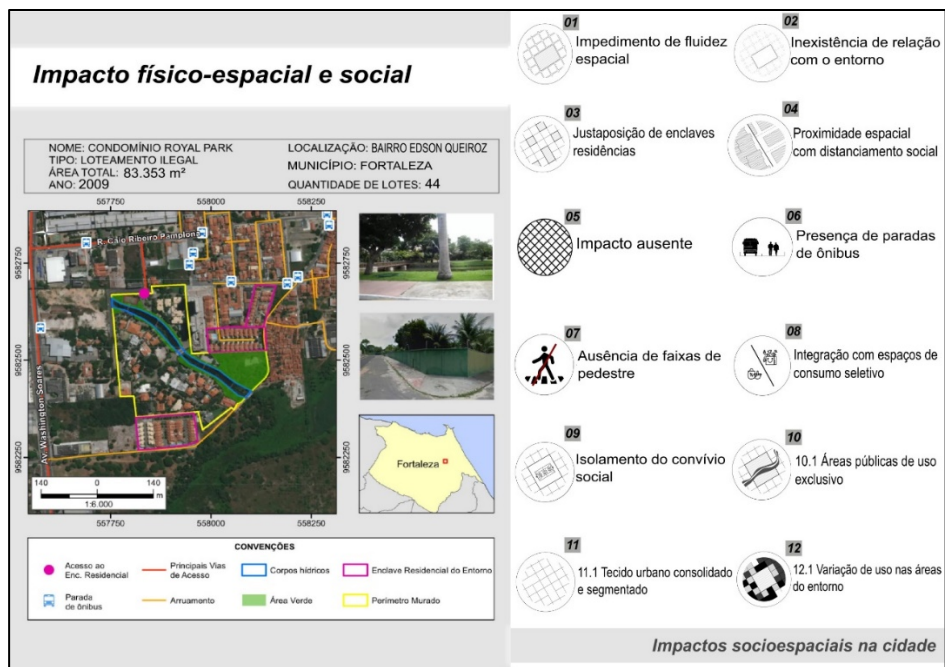 Impacto físico-espacial e social
NOME: CONDOMÍNIO ROYAL PARK
TIPO: LOTEAMENTO ILEGAL
ÁREA TOTAL: 83.353 m²
ANO: 2009
LOCALIZAÇÃO: BAIRRO EDSON QUEIROZ
MUNICÍPIO: FORTALEZA
QUANTIDADE DE LOTES: 44
557750 558000 558250
R. Caio Ribeiro Pamplona
9582750 9582750
9582500 9582500
Av. Washington Soares
9582250 9582250
140 0 140
m
1:6.000
557750 558000 558250
Fortaleza
CONVENÇÕES
Acesso ao
Enc. Residencial
Principais Vias
de Acesso
Corpos hídricos
Enclave Residencial do Entorno
Parada
de ônibus
Arruamento
Área Verde
Perímetro Murado
01
Impedimento de fluidez
espacial
02
Inexistência de relação
com o entorno
03
Justaposição de enclaves
residências
04
Proximidade espacial
com distanciamento social
05
Impacto ausente
06
Presença de paradas
de ônibus
07
Ausência de faixas de
pedestre
08
Integração com espaços de
consumo seletivo
09
Isolamento do convívio
social
10
10.1 Áreas públicas de uso
exclusivo
11
11.1 Tecido urbano consolidado
e segmentado
12
12.1 Variação de uso nas áreas
do entorno
Impactos socioespaciais na cidade